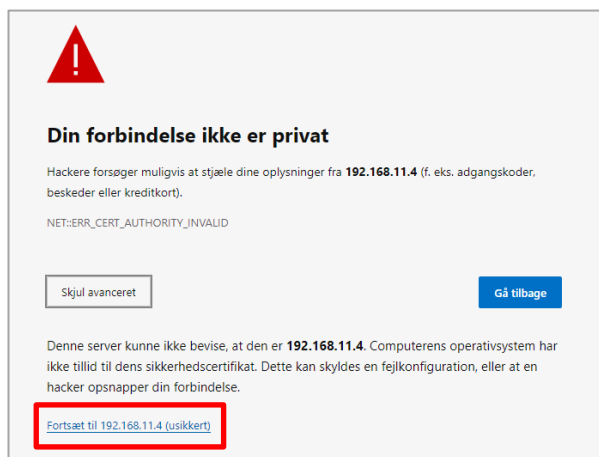 Din forbindelse ikke er privat
Hackere forsøger muligvis at stjæle dine oplysninger fra 192.168.11.4 (f. eks. adgangskoder,
beskeder eller kreditkort).
NET::ERR_CERT_AUTHORITY_INVALID
Skjul avanceret
Gå tilbage
Denne server kunne ikke bevise, at den er 192.168.11.4. Computerens operativsystem har
ikke tillid til dens sikkerhedscertifikat. Dette kan skyldes en fejlkonfiguration, eller at en
hacker opsnapper din forbindelse.
Fortsæt til 192.168.11.4 (usikkert)